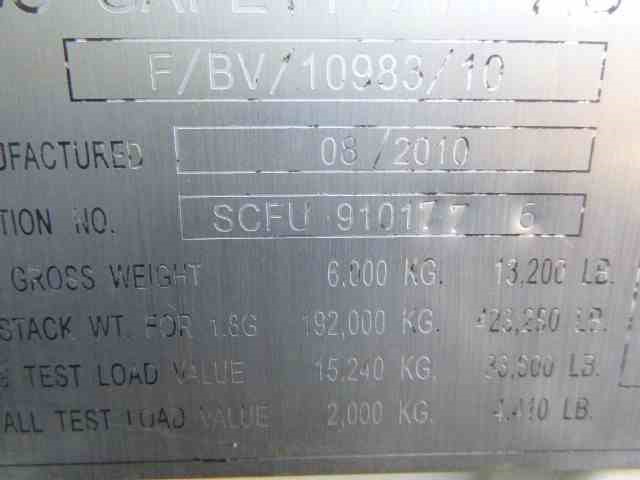 F/BV/10983/10
UFACTURED 08/2010
TION NO. SCFU 910177 6
GROSS WEIGHT 6,000 KG. 13,200 LB.
STACK WT. FOR 1.8G 192,000 KG. LB.
TEST LOAD VALUE 15,240 KG. LB.
ALL TEST LOAD VALUE 2,000 KG. 4,410 LB.